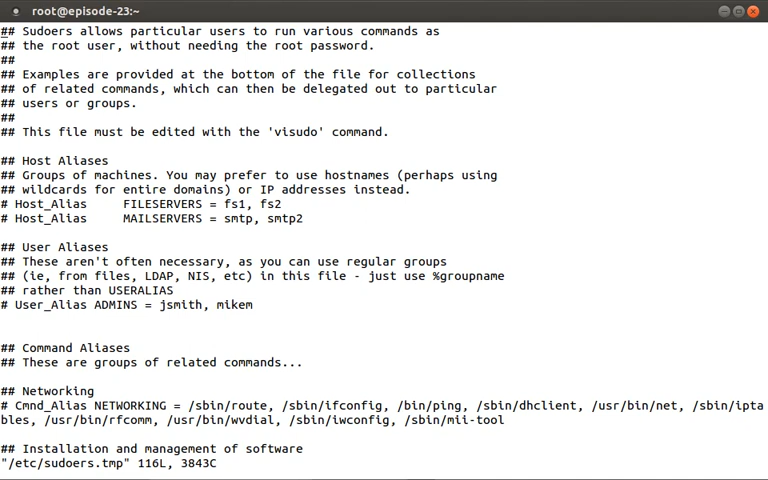 root@episode-23:~
## Sudoers allows particular users to run various commands as
## the root user, without needing the root password.
##
## Examples are provided at the bottom of the file for collections
## of related commands, which can then be delegated out to particular
## users or groups.
##
## This file must be edited with the 'visudo' command.
## Host Aliases
## Groups of machines. You may prefer to use hostnames (perhaps using
## wildcards for entire domains) or IP addresses instead.
# Host_Alias     FILESERVERS = fs1, fs2
# Host_Alias     MAILSERVERS = smtp, smtp2
## User Aliases
## These aren't often necessary, as you can use regular groups
## (ie, from files, LDAP, NIS, etc) in this file - just use %groupname
## rather than USERALIAS
# User_Alias ADMINS = jsmith, mikem
## Command Aliases
## These are groups of related commands...
## Networking
# Cmnd_Alias NETWORKING = /sbin/route, /sbin/ifconfig, /bin/ping, /sbin/dhclient, /usr/bin/net, /sbin/ipta
bles, /usr/bin/rfcomm, /usr/bin/wvdial, /sbin/iwconfig, /sbin/mii-tool
## Installation and management of software
"/etc/sudoers.tmp" 116L, 3843C